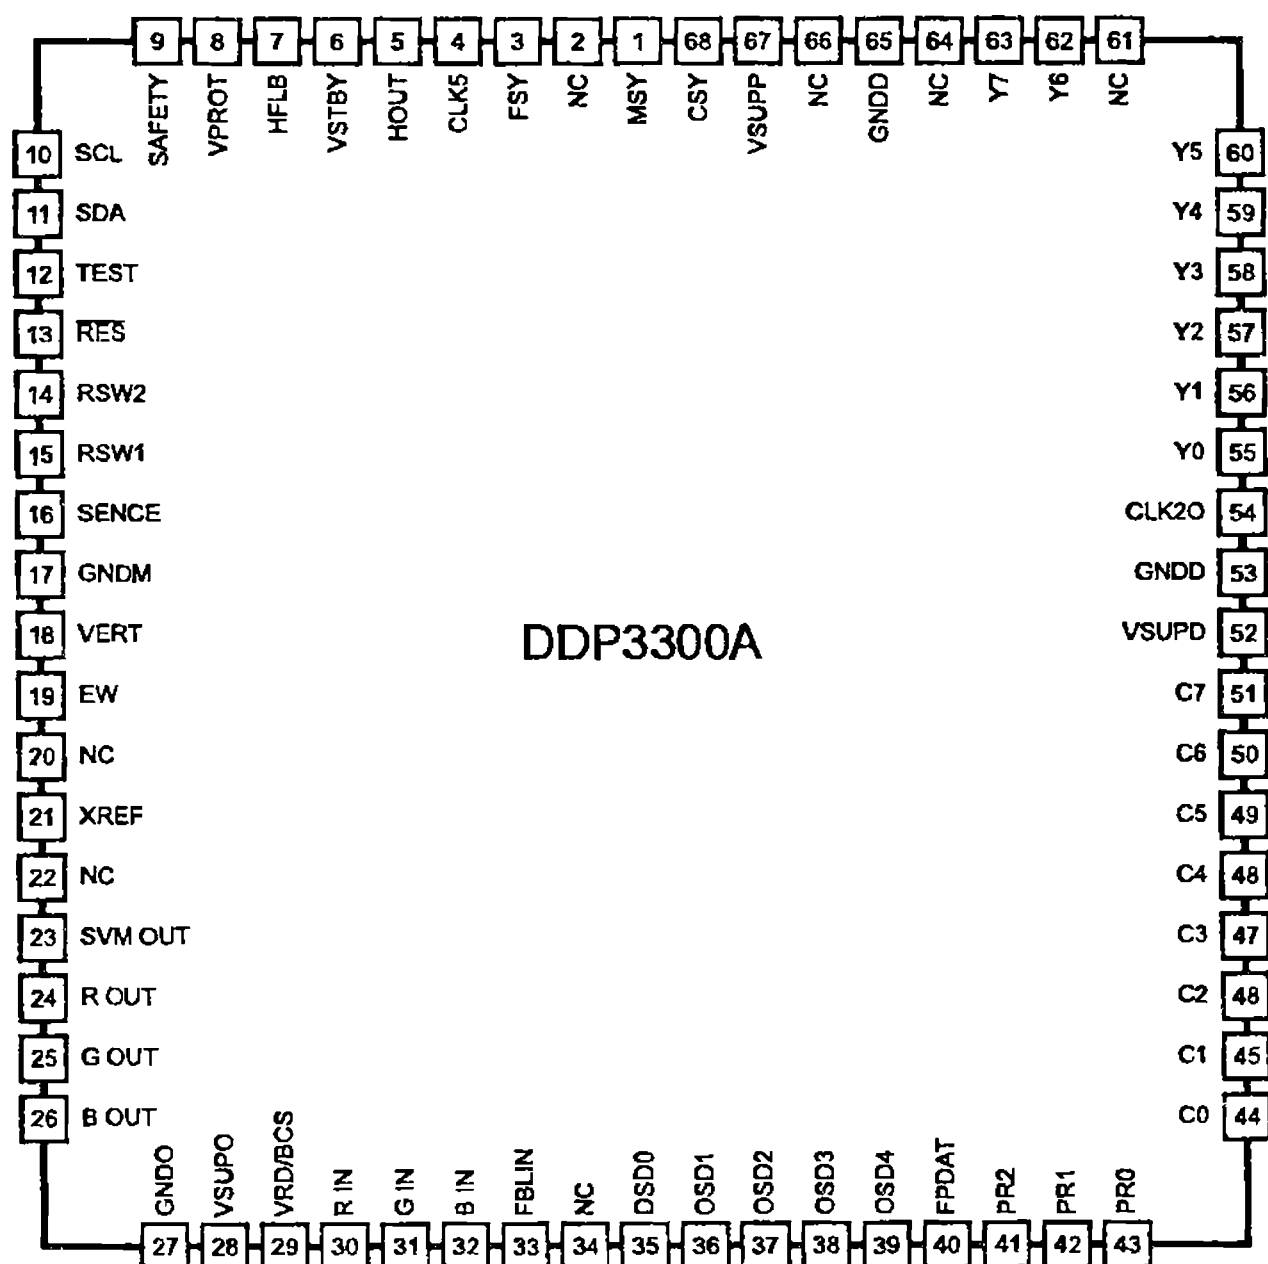 9 8 7 6 5 4 3 2 1 68 67 66 65 64 63 62 61
SAFETY VPROT HFLB VSTBY HOUT CLK5 FSY NC MSY CSY VSUPP NC GNDD NC Y7 Y6 NC
10 SCL
Y5 60
11 SDA
Y4 59
12 TEST
Y3 58
13 RES
Y2 57
14 RSW2
Y1 56
15 RSW1
Y0 55
16 SENCE
CLK2O 54
17 GNDM
GNDD 53
18 VERT
VSUPD 52
DDP3300A
19 EW
C7 51
20 NC
C6 50
21 XREF
C5 49
22 NC
C4 48
23 SVM OUT
C3 47
24 R OUT
C2 48
25 G OUT
C1 45
26 B OUT
C0 44
GNDO VSUPO VRD/BCS R IN G IN B IN FBLIN NC DSD0 OSD1 OSD2 OSD3 OSD4 FPDAT PR2 PR1 PR0
27 28 29 30 31 32 33 34 35 36 37 38 39 40 41 42 43